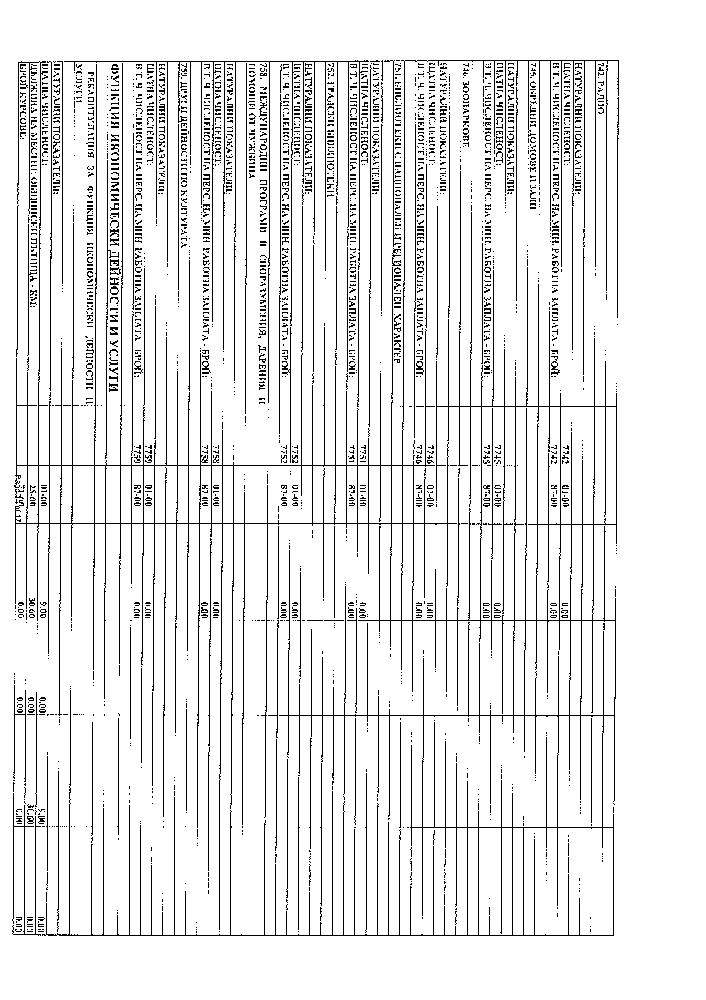 742. РАДИО
НАТУРАЛНИ ПОКАЗАТЕЛИ:
ЩАТНА ЧИСЛЕНОСТ: 7742 01-00 0.00
В Т. Ч. ЧИСЛЕНОСТ НА ПЕРС. НА МИН. РАБОТНА ЗАПЛАТА - БРОЙ: 7742 87-00 0.00
745. ОБРЕДНИ ДОМОВЕ И ЗАЛИ
НАТУРАЛНИ ПОКАЗАТЕЛИ:
ЩАТНА ЧИСЛЕНОСТ: 7745 01-00 0.00
В Т. Ч. ЧИСЛЕНОСТ НА ПЕРС. НА МИН. РАБОТНА ЗАПЛАТА - БРОЙ: 7745 87-00 0.00
746. ЗООПАРКОВЕ
НАТУРАЛНИ ПОКАЗАТЕЛИ:
ЩАТНА ЧИСЛЕНОСТ: 7746 01-00 0.00
В Т. Ч. ЧИСЛЕНОСТ НА ПЕРС. НА МИН. РАБОТНА ЗАПЛАТА - БРОЙ: 7746 87-00 0.00
751. БИБЛИОТЕКИ С НАЦИОНАЛЕН И РЕГИОНАЛЕН ХАРАКТЕР
НАТУРАЛНИ ПОКАЗАТЕЛИ:
ЩАТНА ЧИСЛЕНОСТ: 7751 01-00 0.00
В Т. Ч. ЧИСЛЕНОСТ НА ПЕРС. НА МИН. РАБОТНА ЗАПЛАТА - БРОЙ: 7751 87-00 0.00
752. ГРАДСКИ БИБЛИОТЕКИ
НАТУРАЛНИ ПОКАЗАТЕЛИ:
ЩАТНА ЧИСЛЕНОСТ: 7752 01-00 0.00
В Т. Ч. ЧИСЛЕНОСТ НА ПЕРС. НА МИН. РАБОТНА ЗАПЛАТА - БРОЙ: 7752 87-00 0.00
758. МЕЖДУНАРОДНИ ПРОГРАМИ И СПОРАЗУМЕНИЯ, ДАРЕНИЯ И
ПОМОЩИ ОТ ЧУЖБИНА
НАТУРАЛНИ ПОКАЗАТЕЛИ:
ЩАТНА ЧИСЛЕНОСТ: 7758 01-00 0.00
В Т. Ч. ЧИСЛЕНОСТ НА ПЕРС. НА МИН. РАБОТНА ЗАПЛАТА - БРОЙ: 7758 87-00 0.00
759. ДРУГИ ДЕЙНОСТИ ПО КУЛТУРАТА
НАТУРАЛНИ ПОКАЗАТЕЛИ:
ЩАТНА ЧИСЛЕНОСТ: 7759 01-00 0.00
В Т. Ч. ЧИСЛЕНОСТ НА ПЕРС. НА МИН. РАБОТНА ЗАПЛАТА - БРОЙ: 7759 87-00 0.00
ФУНКЦИЯ ИКОНОМИЧЕСКИ ДЕЙНОСТИ И УСЛУГИ
РЕКАПИТУЛАЦИЯ ЗА ФУНКЦИЯ ИКОНОМИЧЕСКИ ДЕЙНОСТИ И
УСЛУГИ
НАТУРАЛНИ ПОКАЗАТЕЛИ:
ЩАТНА ЧИСЛЕНОСТ: 01-00 9.00 0.00 9.00 0.00
ДЪЛЖИНА НА МЕСТНИ ОБЩИНСКИ ПЪТИЩА - КМ: 25-00 30.60 0.00 30.60 0.00
БРОЙ КУРСОВЕ: 0.00 0.00 0.00 0.00
Page of 17